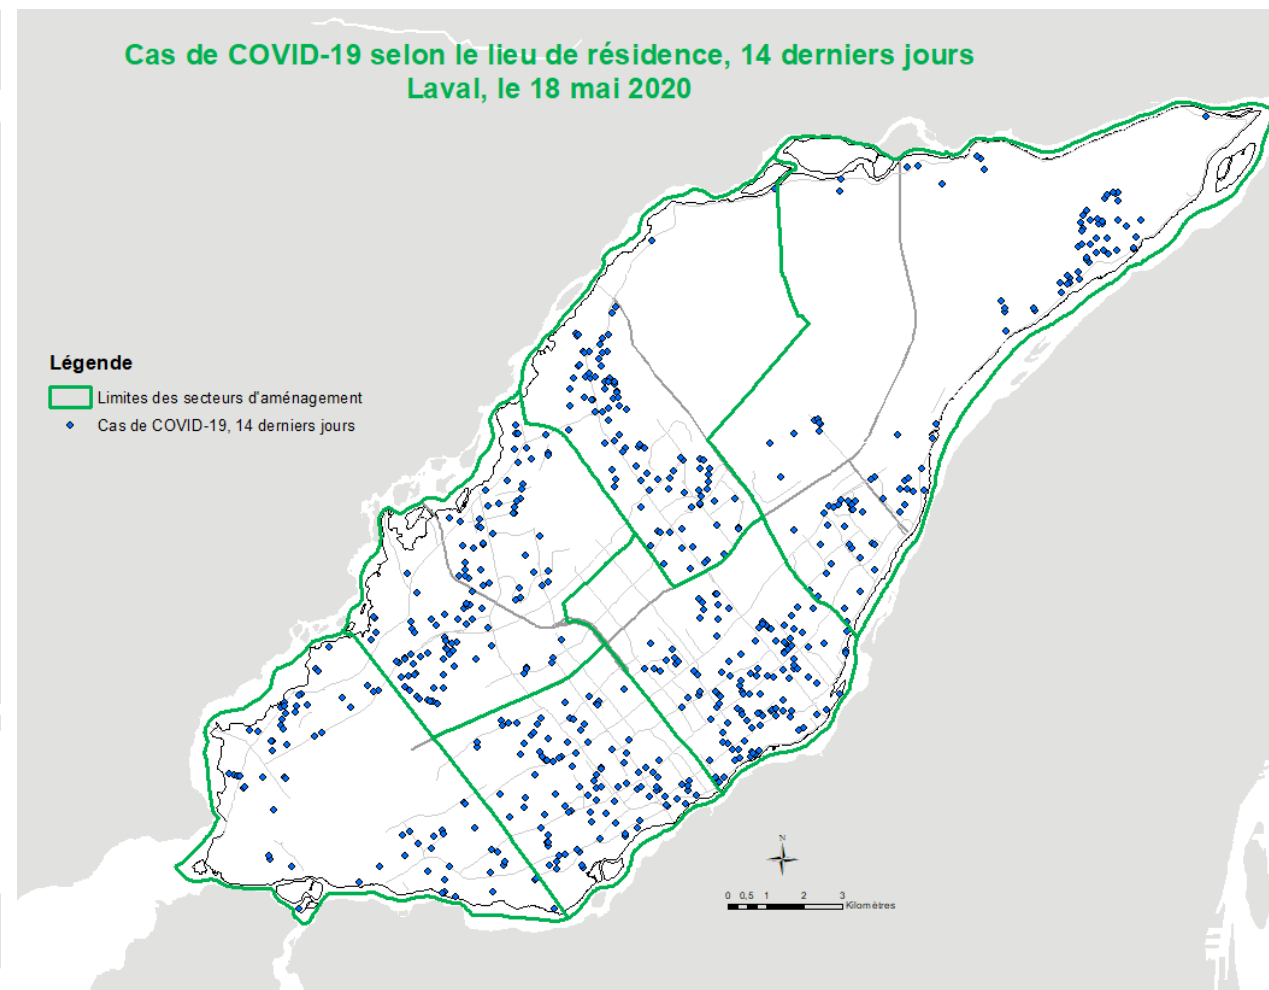 Cas de COVID-19 selon le lieu de résidence, 14 derniers jours
Laval, le 18 mai 2020
Légende
Limites des secteurs d'aménagement
Cas de COVID-19, 14 derniers jours
N
0 0,5 1 2 3
Kilomètres